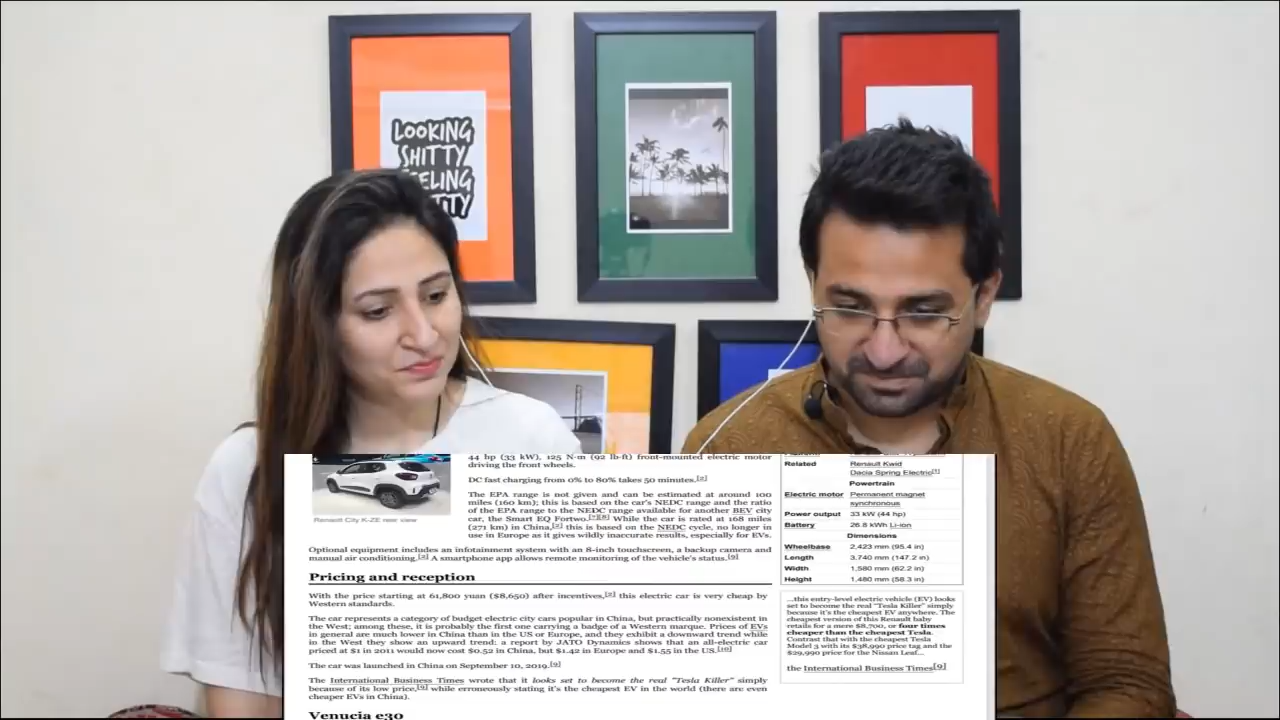 LOOKING
SHITTY
FEELING
44 hp (33 kW), 125 N·m (92 lb·ft) front-mounted electric motor
driving the front wheels.
DC fast charging from 0% to 80% takes 50 minutes.[2]
The EPA range is not given and can be estimated at around 100
miles (160 km); this is based on the car's NEDC range and the ratio
of the EPA range to the NEDC range available for another BEV city
car, the Smart EQ Fortwo.[7][8] While the car is rated at 168 miles
(271 km) in China,[2] this is based on the NEDC cycle, no longer in
use in Europe as it gives wildly inaccurate results, especially for EVs.
Renault City K-ZE rear view
Optional equipment includes an infotainment system with an 8-inch touchscreen, a backup camera and
manual air conditioning.[2] A smartphone app allows remote monitoring of the vehicle's status.[9]
Pricing and reception
With the price starting at 61,800 yuan ($8,650) after incentives,[2] this electric car is very cheap by
Western standards.
The car represents a category of budget electric city cars popular in China, but practically nonexistent in
the West; among these, it is probably the first one carrying a badge of a Western marque. Prices of EVs
in general are much lower in China than in the US or Europe, and they exhibit a downward trend while
in the West they show an upward trend: a report by JATO Dynamics shows that an all-electric car
priced at $1 in 2011 would now cost $0.52 in China, but $1.42 in Europe and $1.55 in the US.[10]
The car was launched in China on September 10, 2019.[9]
The International Business Times wrote that it looks set to become the real "Tesla Killer" simply
because of its low price,[9] while erroneously stating it's the cheapest EV in the world (there are even
cheaper EVs in China).
Venucia e30
Related Renault Kwid
Dacia Spring Electric[1]
Powertrain
Electric motor Permanent magnet
synchronous
Power output 33 kW (44 hp)
Battery 26.8 kWh Li-ion
Dimensions
Wheelbase 2,423 mm (95.4 in)
Length 3,740 mm (147.2 in)
Width 1,580 mm (62.2 in)
Height 1,480 mm (58.3 in)
...this entry-level electric vehicle (EV) looks
set to become the real "Tesla Killer" simply
because it's the cheapest EV anywhere. The
cheapest version of this Renault baby
retails for a mere $8,700, or four times
cheaper than the cheapest Tesla.
Contrast that with the cheapest Tesla
Model 3 with its $38,990 price tag and the
$29,990 price for the Nissan Leaf...
the International Business Times[9]